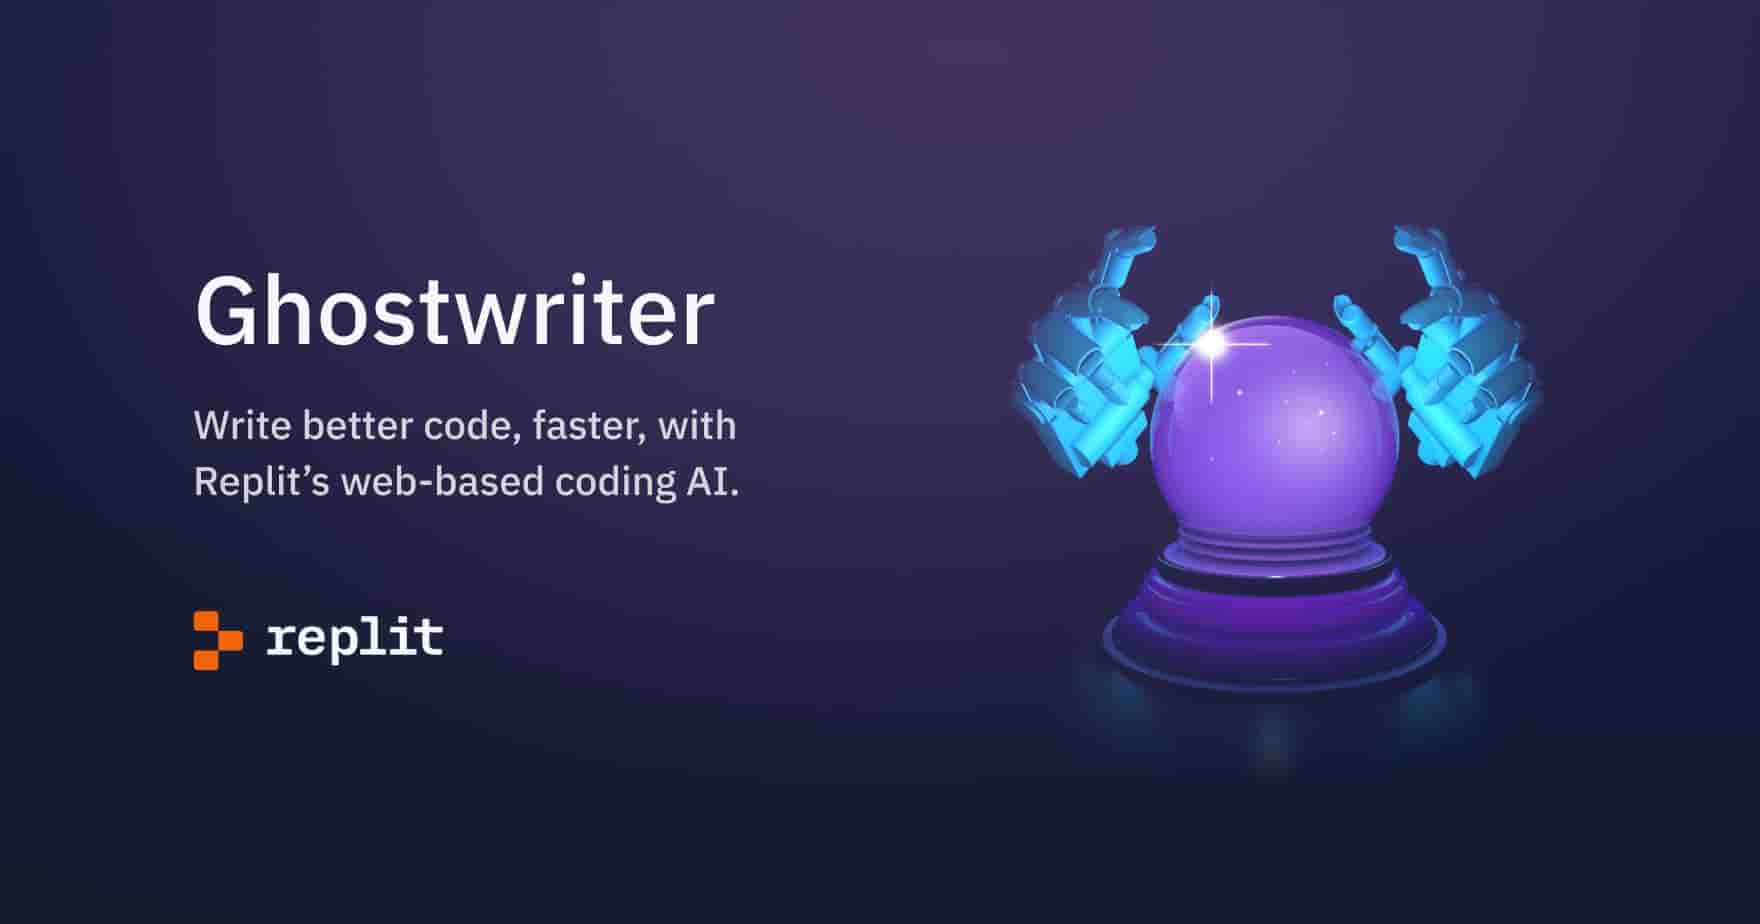 Ghostwriter
Write better code, faster, with
Replit’s web-based coding AI.
replit